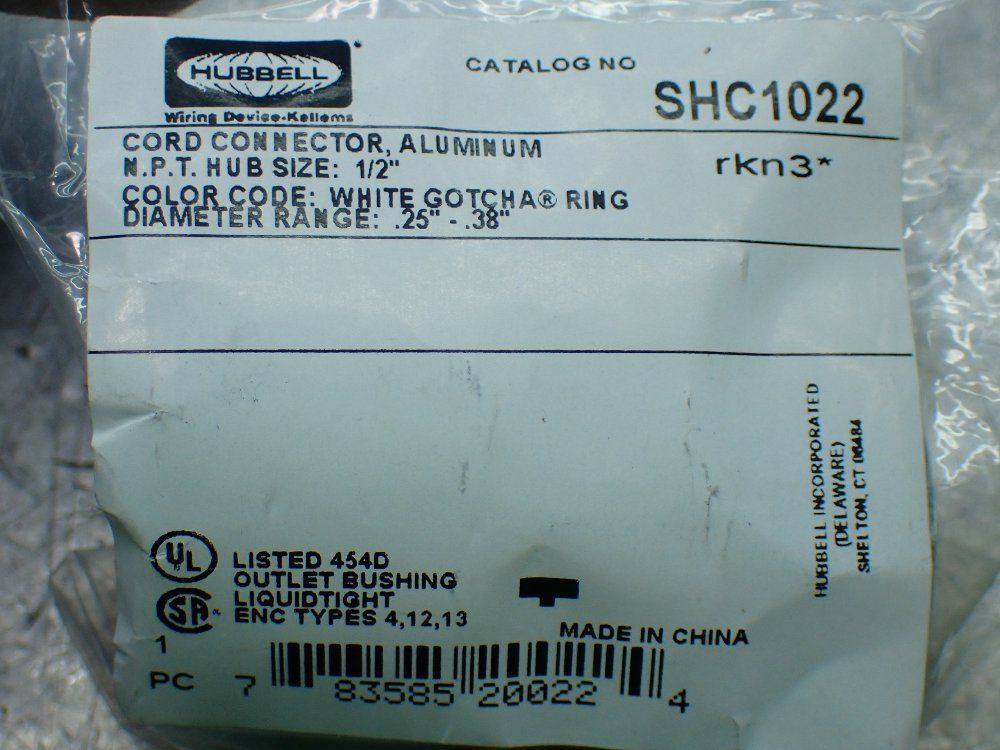 HUBBELL
Wiring Device-Kellems
CATALOG NO
SHC1022
CORD CONNECTOR, ALUMINUM
N.P.T. HUB SIZE: 1/2"
rkn3*
COLOR CODE: WHITE GOTCHA® RING
DIAMETER RANGE: .25" - .38"
HUBBELL INCORPORATED
(DELAWARE)
SHELTON, CT 06484
UL
LISTED 454D
OUTLET BUSHING
SA
LIQUIDTIGHT
ENC TYPES 4,12,13
MADE IN CHINA
1
PC
7 83585 20022 4